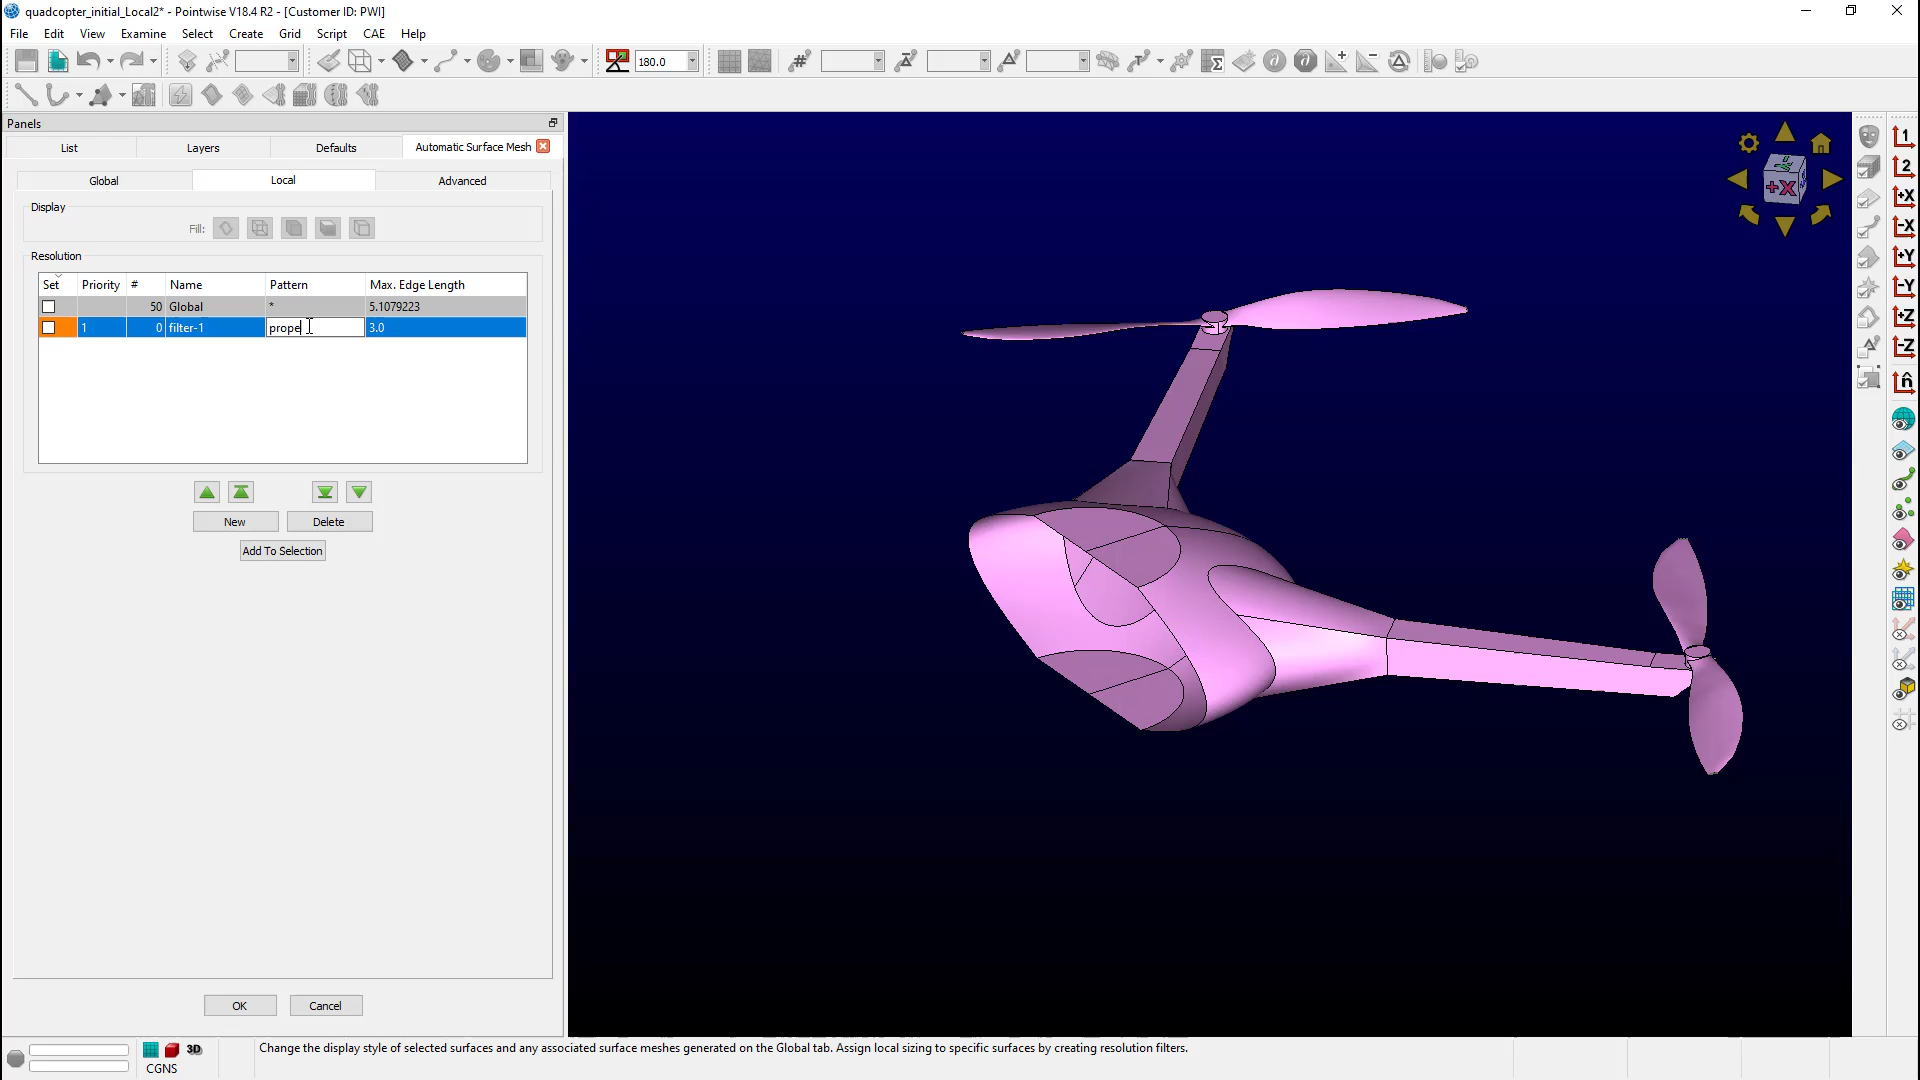 quadcopter_initial_Local2* - Pointwise V18.4 R2 - [Customer ID: PWI]
File Edit View Examine Select Create Grid Script CAE Help
180.0
Panels
List Layers Defaults Automatic Surface Mesh
Global Local Advanced
Display
Fill:
Resolution
Set Priority # Name Pattern Max. Edge Length
50 Global * 5.1079223
1 0 filter-1 prope 3.0
New Delete
Add To Selection
OK Cancel
+X
1
2
+X
-X
+Y
-Y
+Z
-Z
n̂
3D
CGNS
Change the display style of selected surfaces and any associated surface meshes generated on the Global tab. Assign local sizing to specific surfaces by creating resolution filters.